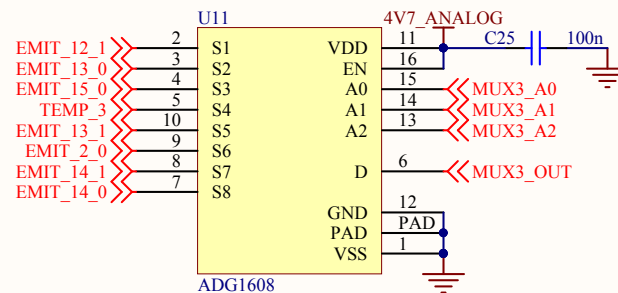 U11 4V7_ANALOG
EMIT_12_1 2 S1 VDD 11 C25 100n
EMIT_13_0 3 S2 EN 16
EMIT_15_0 4 S3 A0 15 MUX3_A0
TEMP_3 5 S4 A1 14 MUX3_A1
EMIT_13_1 10 S5 A2 13 MUX3_A2
EMIT_2_0 9 S6
EMIT_14_1 8 S7 D 6 MUX3_OUT
EMIT_14_0 7 S8
GND 12
PAD PAD
VSS 1
ADG1608